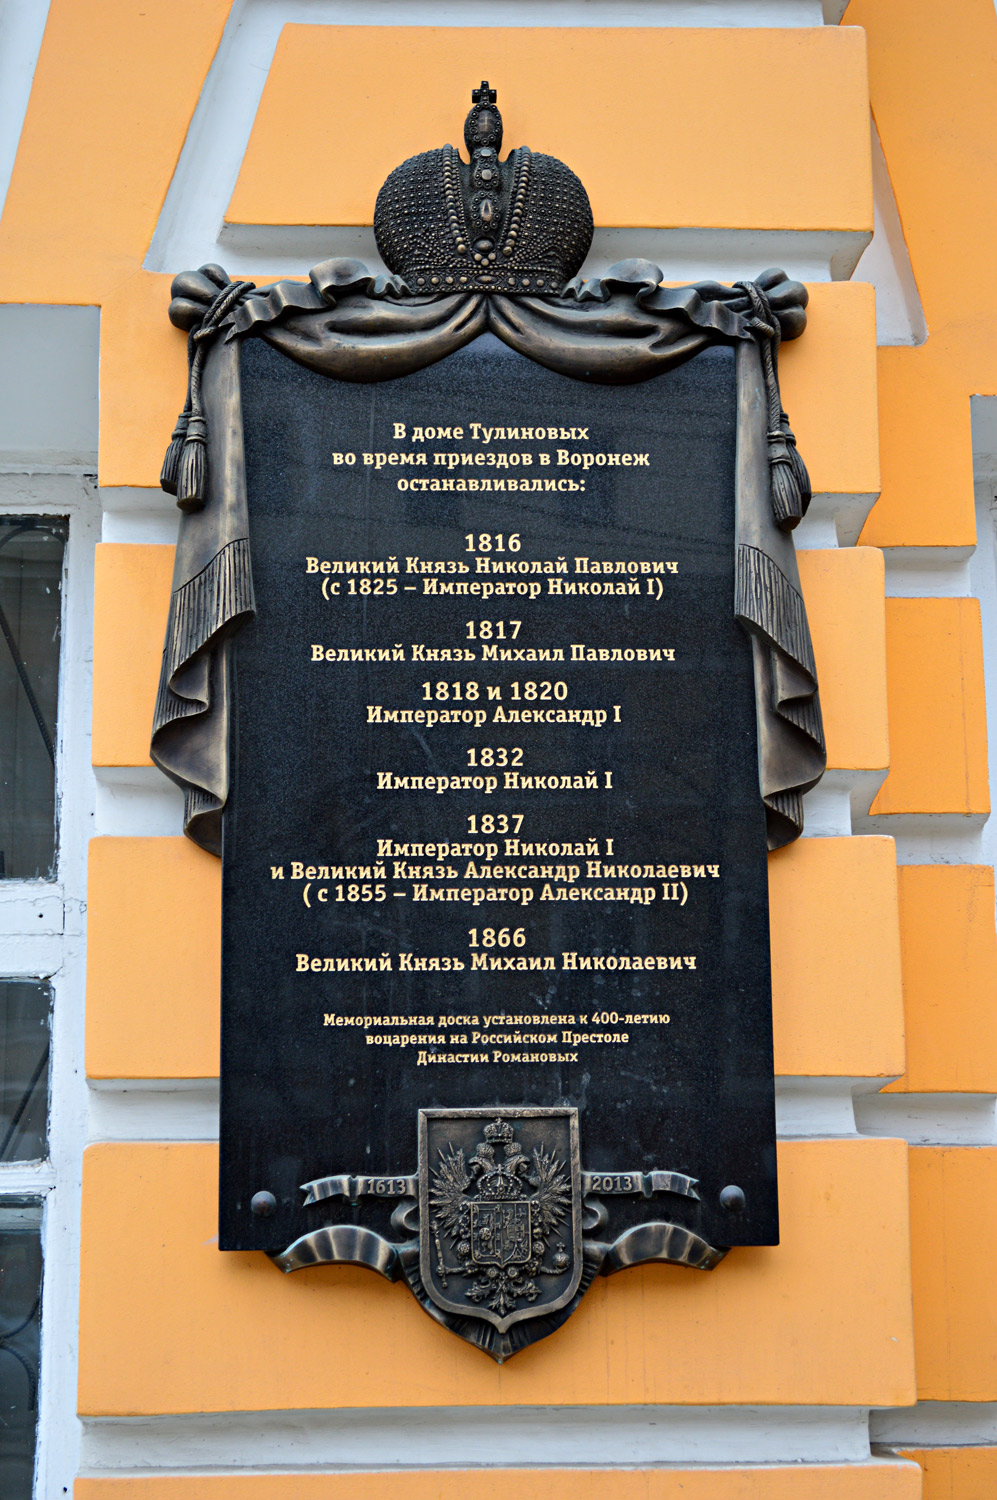 В доме Тулиновых
во время приездов в Воронеж
останавливались:
1816
Великий Князь Николай Павлович
(с 1825 – Император Николай I)
1817
Великий Князь Михаил Павлович
1818 и 1820
Император Александр I
1832
Император Николай I
1837
Император Николай I
и Великий Князь Александр Николаевич
(с 1855 – Император Александр II)
1866
Великий Князь Михаил Николаевич
Мемориальная доска установлена к 400-летию
воцарения на Российском Престоле
Династии Романовых
1613 2013